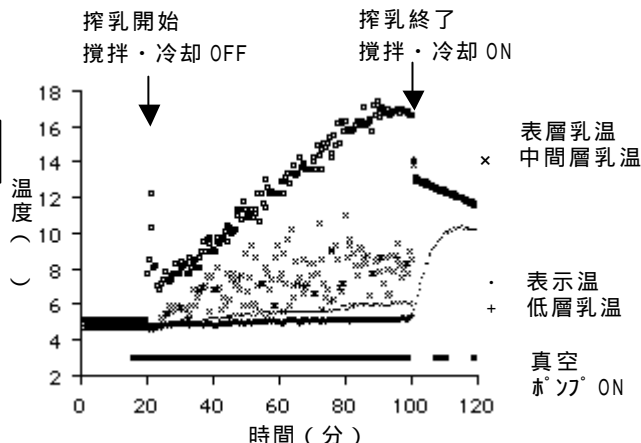 搾乳開始
攪拌・冷却 OFF
搾乳終了
攪拌・冷却 ON
18
16
14
12
10
8
6
4
2
温度( )
表層乳温
× 中間層乳温
・ 表示温
+ 低層乳温
真空
ﾎﾟﾝﾌﾟ ON
0 20 40 60 80 100 120
時間(分)